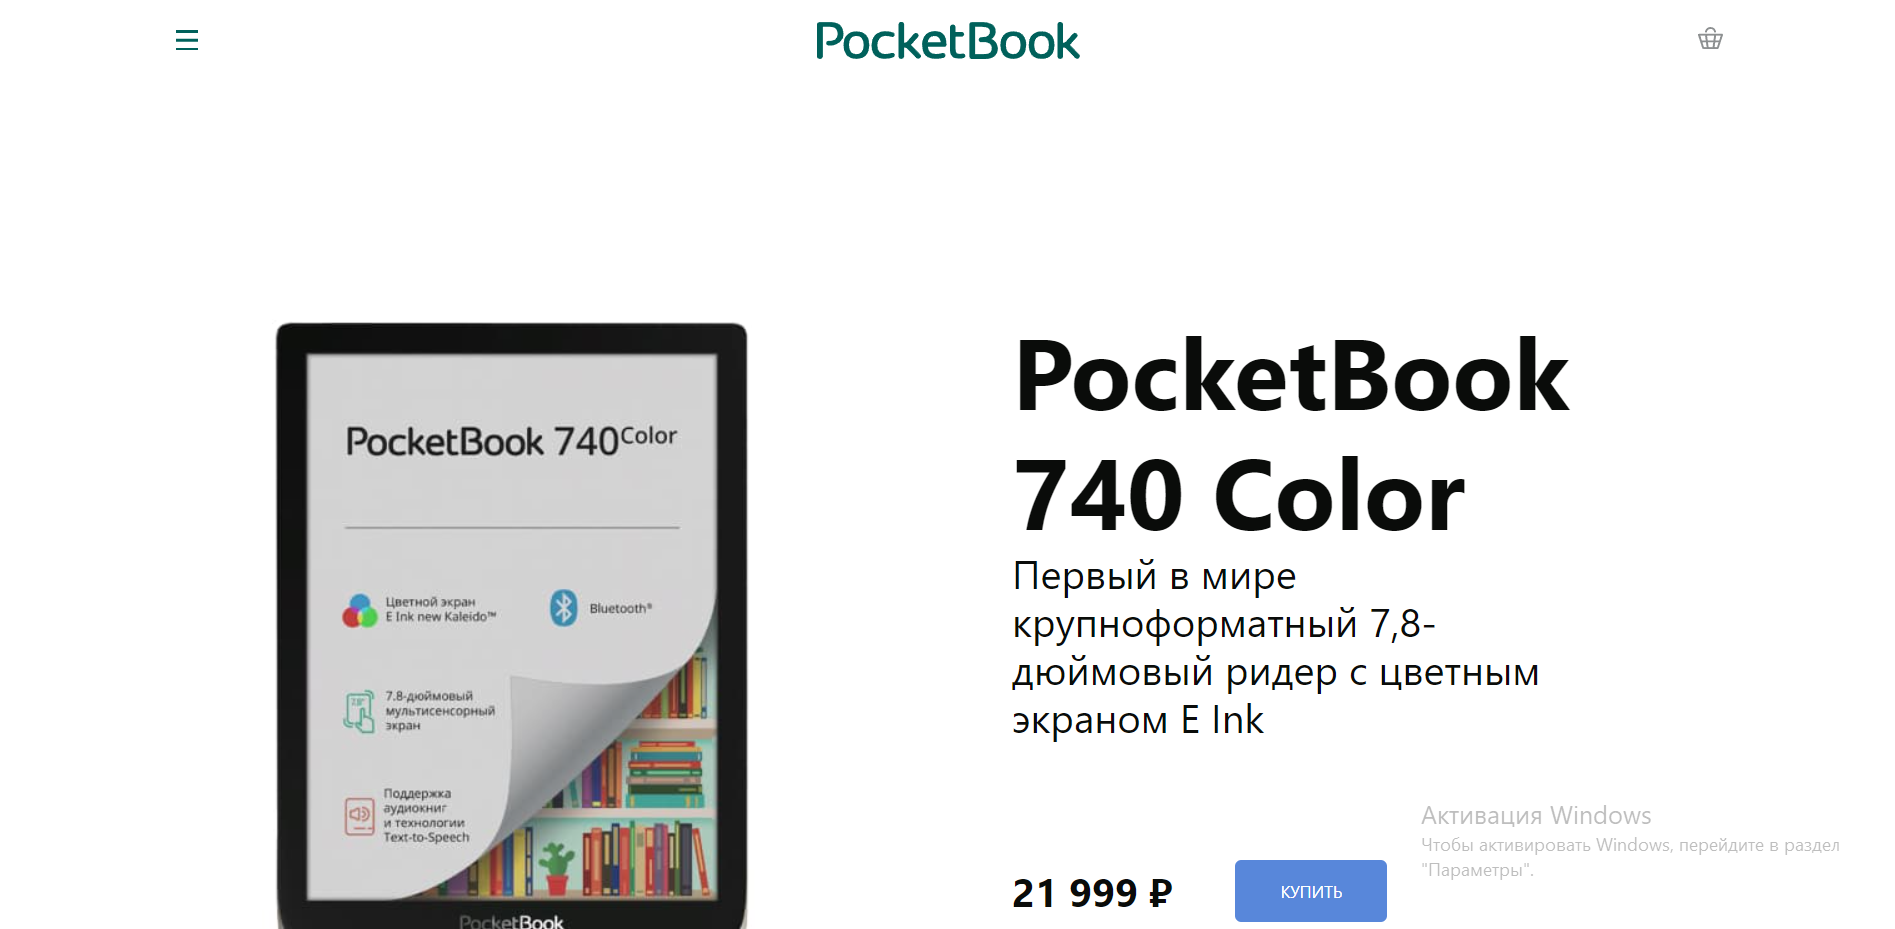 PocketBook
PocketBook 740 Color
Цветной экран
E Ink new Kaleido™
Bluetooth®
7.8"
7.8-дюймовый
мультисенсорный
экран
Поддержка
аудиокниг
и технологии
Text-to-Speech
PocketBook
PocketBook
740 Color
Первый в мире
крупноформатный 7,8-
дюймовый ридер с цветным
экраном E Ink
21 999 ₽
КУПИТЬ
Активация Windows
Чтобы активировать Windows, перейдите в раздел
"Параметры".